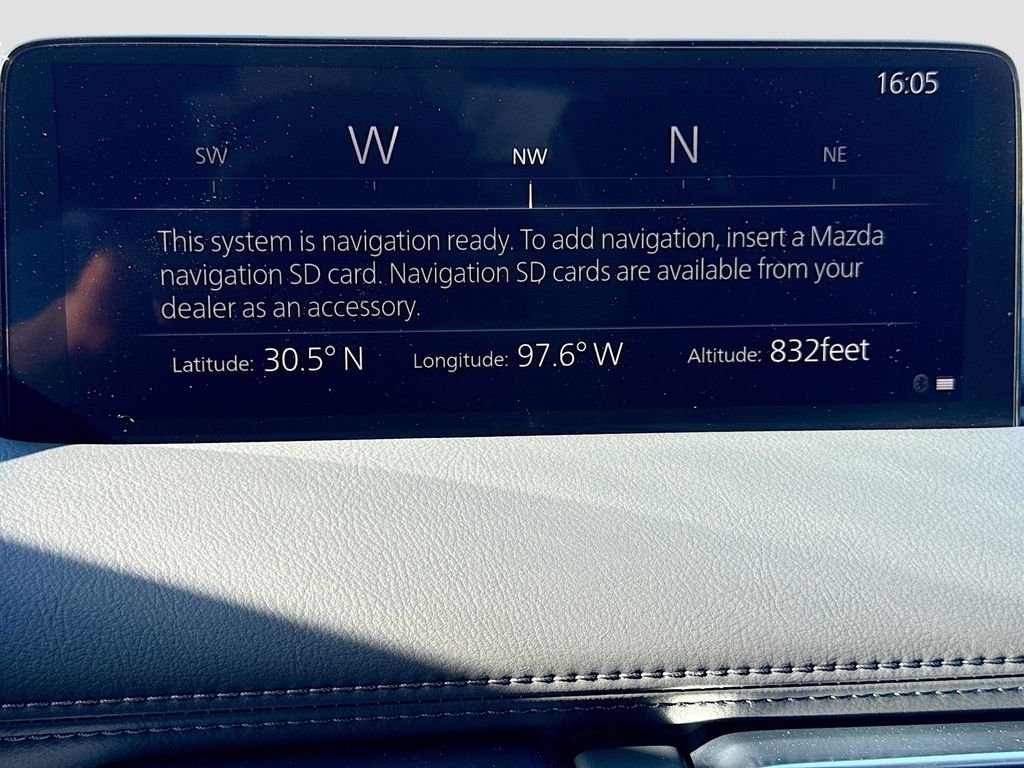 16:05
SW W NW N NE
This system is navigation ready. To add navigation, insert a Mazda
navigation SD card. Navigation SD cards are available from your
dealer as an accessory.
Latitude: 30.5° N Longitude: 97.6° W Altitude: 832feet